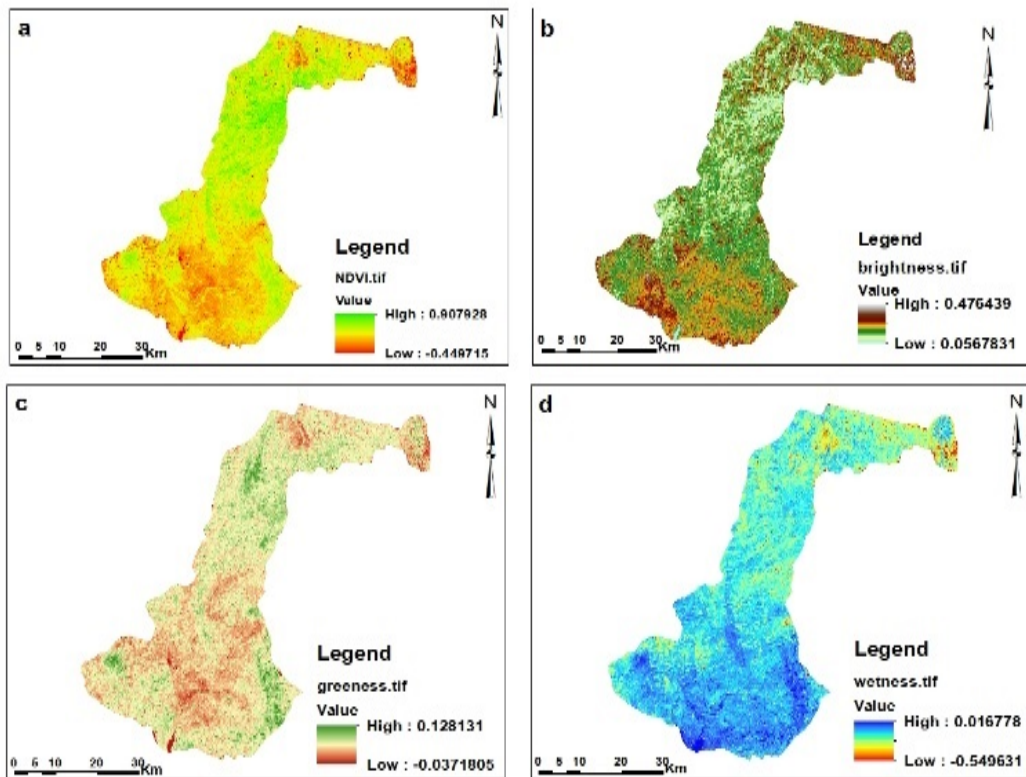 a
N
Legend
NDVI.tif
Value
High : 0.907928
Low : -0.449715
0 5 10 20 30
Km
b
N
Legend
brightness.tif
Value
High : 0.476439
Low : 0.0567831
0 5 10 20 30
Km
c
N
Legend
greeness.tif
Value
High : 0.128131
Low : -0.0371805
0 5 10 20 30
Km
d
N
Legend
wetness.tif
Value
High : 0.016778
Low : -0.549631
0 5 10 20 30
Km